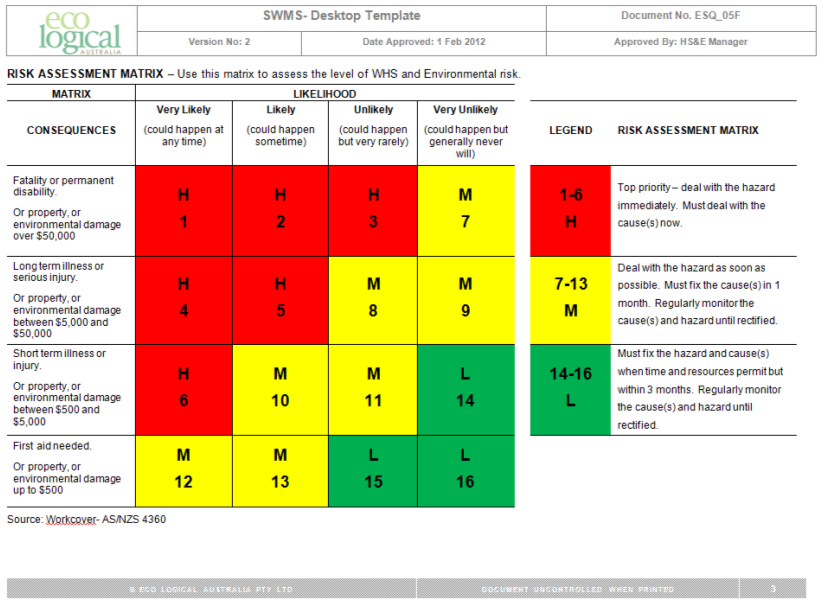 eco
logical
AUSTRALIA
SWMS- Desktop Template
Document No. ESQ_05F
Version No: 2
Date Approved: 1 Feb 2012
Approved By: HS&E Manager
RISK ASSESSMENT MATRIX – Use this matrix to assess the level of WHS and Environmental risk.
MATRIX
LIKELIHOOD
CONSEQUENCES
Very Likely
(could happen at
any time)
Likely
(could happen
sometime)
Unlikely
(could happen
but very rarely)
Very Unlikely
(could happen but
generally never
will)
Fatality or permanent
disability.
Or property, or
environmental damage
over $50,000
H
1
H
2
H
3
M
7
Long term illness or
serious injury.
Or property, or
environmental damage
between $5,000 and
$50,000
H
4
H
5
M
8
M
9
Short term illness or
injury.
Or property, or
environmental damage
between $500 and
$5,000
H
6
M
10
M
11
L
14
First aid needed.
Or property, or
environmental damage
up to $500
M
12
M
13
L
15
L
16
LEGEND
RISK ASSESSMENT MATRIX
1-6
H
Top priority – deal with the hazard
immediately. Must deal with the
cause(s) now.
7-13
M
Deal with the hazard as soon as
possible. Must fix the cause(s) in 1
month. Regularly monitor the
cause(s) and hazard until rectified.
14-16
L
Must fix the hazard and cause(s)
when time and resources permit but
within 3 months. Regularly monitor
the cause(s) and hazard until
rectified.
Source: Workcover- AS/NZS 4360
© ECO LOGICAL AUSTRALIA PTY LTD
DOCUMENT UNCONTROLLED WHEN PRINTED
3